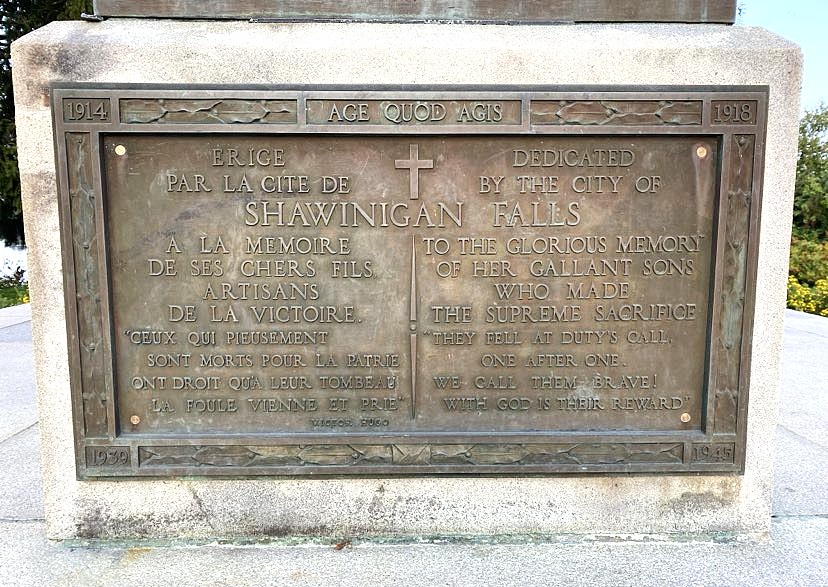 1914 AGE QUOD AGIS 1918
ERIGE
PAR LA CITE DE
DEDICATED
BY THE CITY OF
SHAWINIGAN FALLS
A LA MEMOIRE
DE SES CHERS FILS,
ARTISANS
DE LA VICTOIRE.
"CEUX QUI PIEUSEMENT
SONT MORTS POUR LA PATRIE
ONT DROIT QU'A LEUR TOMBEAU
LA FOULE VIENNE ET PRIE"
VICTOR HUGO
TO THE GLORIOUS MEMORY
OF HER GALLANT SONS
WHO MADE
THE SUPREME SACRIFICE
"THEY FELL AT DUTY'S CALL,
ONE AFTER ONE.
WE CALL THEM BRAVE!
WITH GOD IS THEIR REWARD"
1939 1945